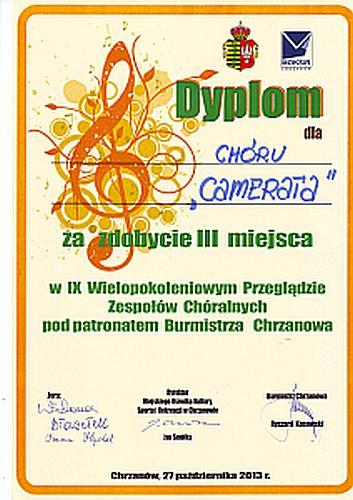 Dyplom
dla
CHÓRU
„CAMERATA"
za zdobycie III miejsca
w IX Wielopokoleniowym Przeglądzie
Zespołów Chóralnych
pod patronatem Burmistrza Chrzanowa
Jury:
Dyrektor
Miejskiego Ośrodka Kultury,
Sportu i Rekreacji w Chrzanowie
Burmistrz Chrzanowa
Ryszard Kosowski
Chrzanów, 27 października 2013 r.